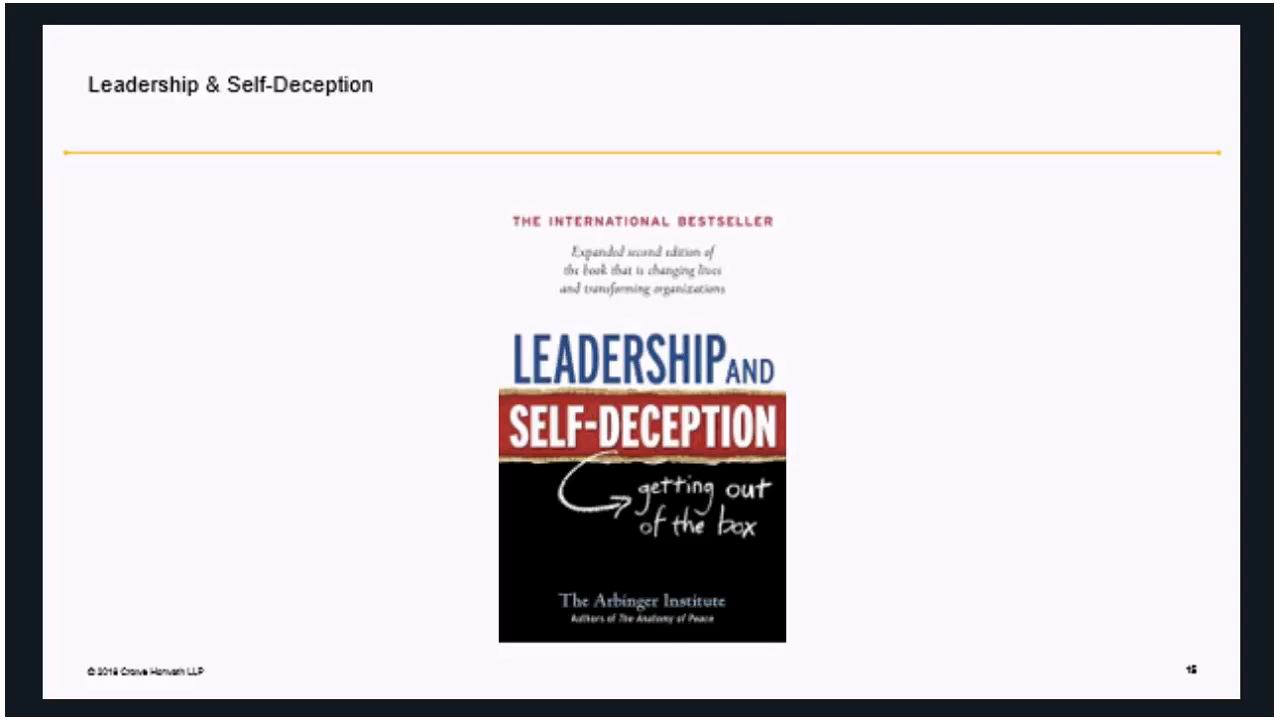 Leadership & Self-Deception
THE INTERNATIONAL BESTSELLER
Expanded second edition of
the book that is changing lives
and transforming organizations
LEADERSHIP AND
SELF-DECEPTION
getting out
of the box
The Arbinger Institute
Authors of The Anatomy of Peace
© 2016 Crowe Horwath LLP
15